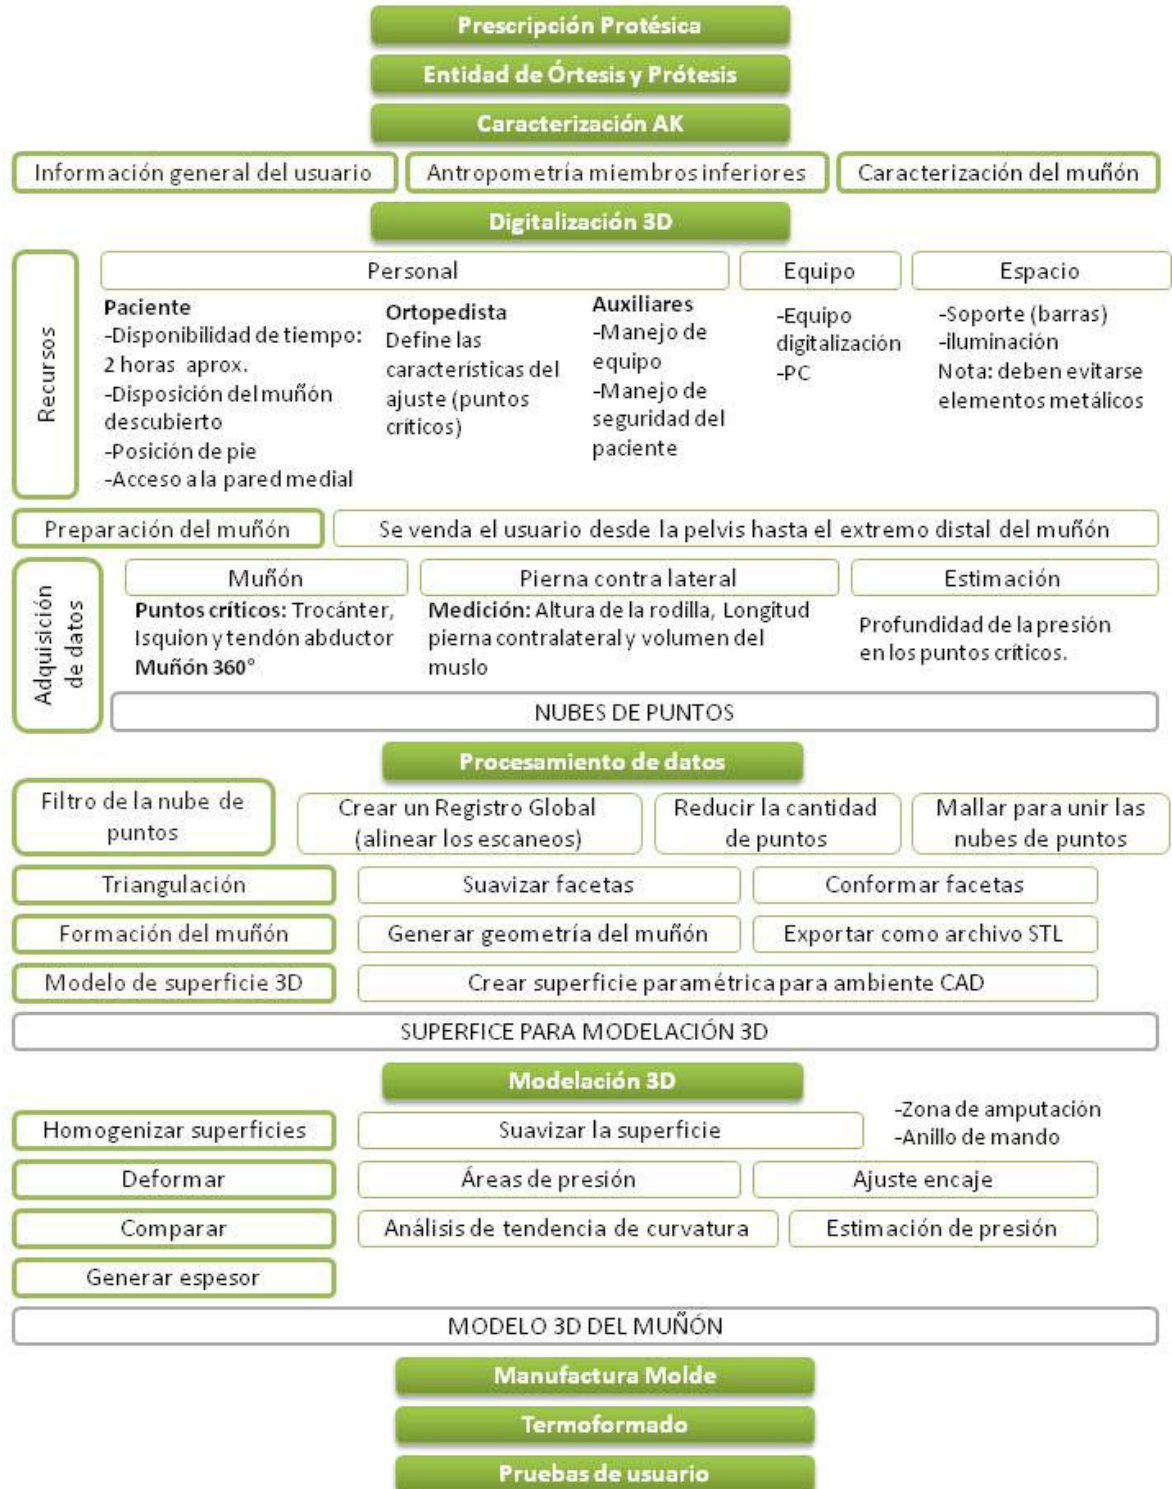 Prescripción Protésica
Entidad de Órtesis y Prótesis
Caracterización AK
Información general del usuario
Antropometría miembros inferiores
Caracterización del muñón
Digitalización 3D
Recursos
Personal
Paciente
-Disponibilidad de tiempo:
2 horas aprox.
-Disposición del muñón
descubierto
-Posición de pie
-Acceso a la pared medial
Ortopedista
Define las
características del
ajuste (puntos
críticos)
Auxiliares
-Manejo de
equipo
-Manejo de
seguridad del
paciente
Equipo
-Equipo
digitalización
-PC
Espacio
-Soporte (barras)
-iluminación
Nota: deben evitarse
elementos metálicos
Preparación del muñón
Se venda el usuario desde la pelvis hasta el extremo distal del muñón
Adquisición
de datos
Muñón
Puntos críticos: Trocánter,
Isquion y tendón abductor
Muñón 360°
Pierna contra lateral
Medición: Altura de la rodilla, Longitud
pierna contralateral y volumen del
muslo
Estimación
Profundidad de la presión
en los puntos críticos.
NUBES DE PUNTOS
Procesamiento de datos
Filtro de la nube de
puntos
Crear un Registro Global
(alinear los escaneos)
Reducir la cantidad
de puntos
Mallar para unir las
nubes de puntos
Triangulación
Suavizar facetas
Conformar facetas
Formación del muñón
Generar geometría del muñón
Exportar como archivo STL
Modelo de superficie 3D
Crear superficie paramétrica para ambiente CAD
SUPERFICE PARA MODELACIÓN 3D
Modelación 3D
Homogenizar superficies
Suavizar la superficie
-Zona de amputación
-Anillo de mando
Deformar
Áreas de presión
Ajuste encaje
Comparar
Análisis de tendencia de curvatura
Estimación de presión
Generar espesor
MODELO 3D DEL MUÑÓN
Manufactura Molde
Termoformado
Pruebas de usuario